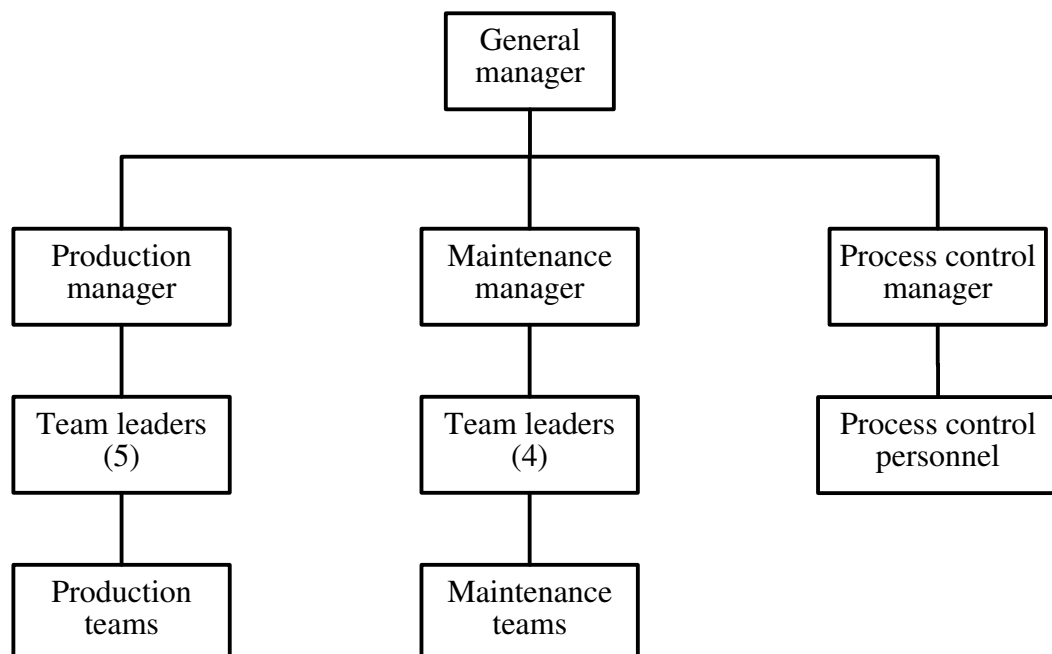 General
manager
Production
manager
Maintenance
manager
Process control
manager
Team leaders
(5)
Team leaders
(4)
Process control
personnel
Production
teams
Maintenance
teams